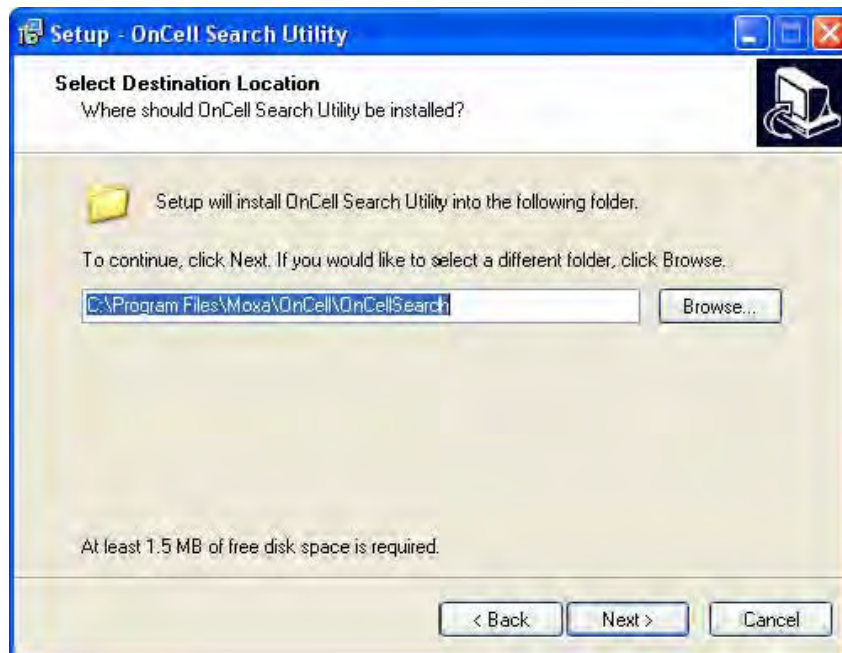 Setup - OnCell Search Utility
Select Destination Location
Where should OnCell Search Utility be installed?
Setup will install OnCell Search Utility into the following folder.
To continue, click Next. If you would like to select a different folder, click Browse.
C:\Program Files\Moxa\OnCell\OnCellSearch
Browse...
At least 1.5 MB of free disk space is required.
< Back
Next >
Cancel